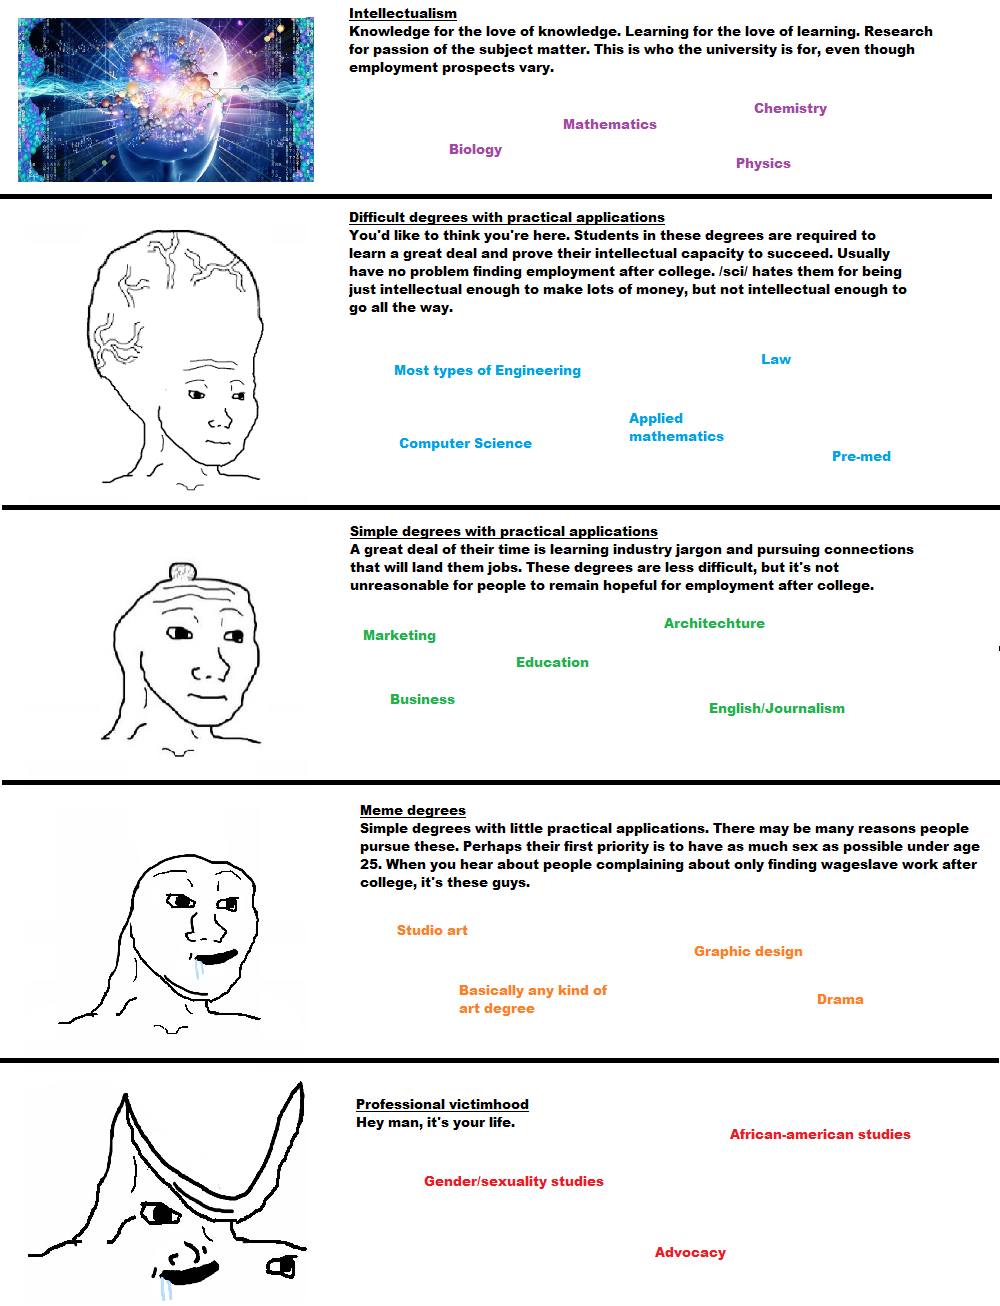 Intellectualism
Knowledge for the love of knowledge. Learning for the love of learning. Research
for passion of the subject matter. This is who the university is for, even though
employment prospects vary.
Chemistry
Mathematics
Biology
Physics
Difficult degrees with practical applications
You'd like to think you're here. Students in these degrees are required to
learn a great deal and prove their intellectual capacity to succeed. Usually
have no problem finding employment after college. /sci/ hates them for being
just intellectual enough to make lots of money, but not intellectual enough to
go all the way.
Law
Most types of Engineering
Applied
mathematics
Computer Science
Pre-med
Simple degrees with practical applications
A great deal of their time is learning industry jargon and pursuing connections
that will land them jobs. These degrees are less difficult, but it's not
unreasonable for people to remain hopeful for employment after college.
Architechture
Marketing
Education
Business
English/Journalism
Meme degrees
Simple degrees with little practical applications. There may be many reasons people
pursue these. Perhaps their first priority is to have as much sex as possible under age
25. When you hear about people complaining about only finding wageslave work after
college, it's these guys.
Studio art
Graphic design
Basically any kind of
art degree
Drama
Professional victimhood
Hey man, it's your life.
African-american studies
Gender/sexuality studies
Advocacy